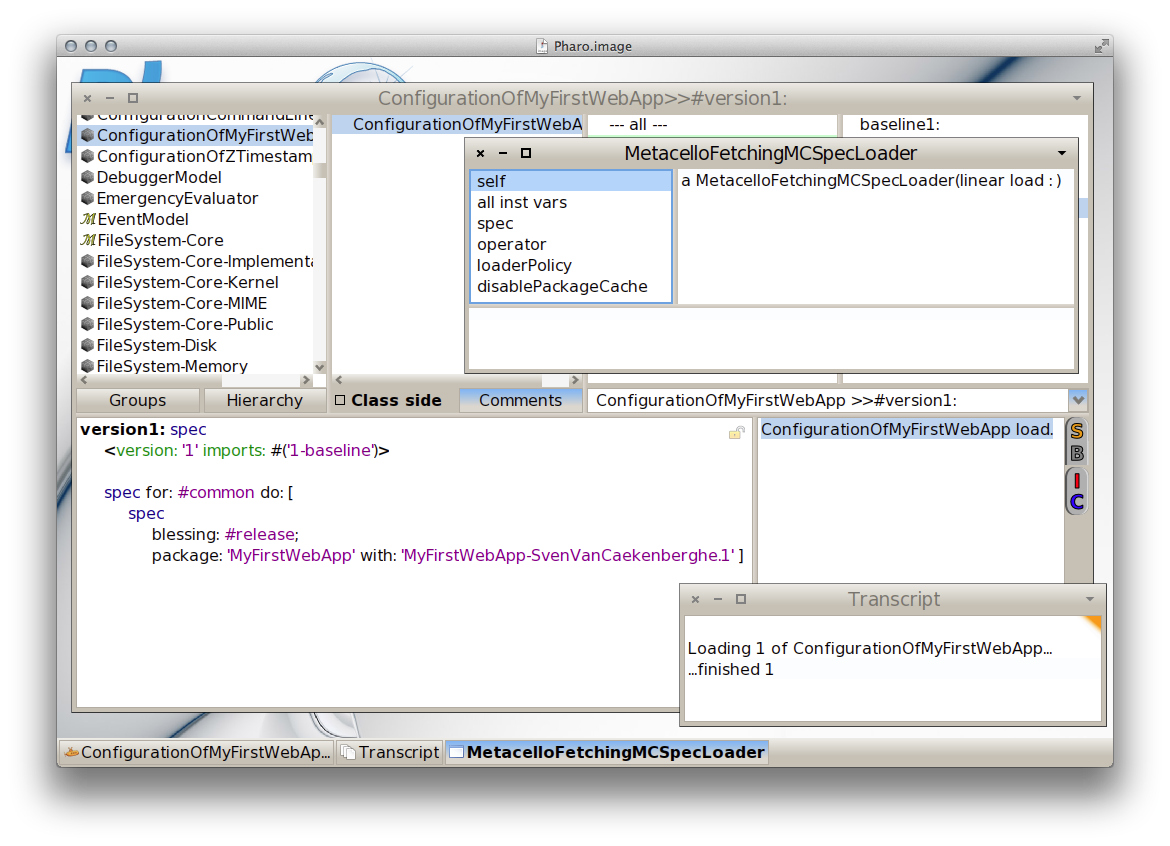 Pharo.image
ConfigurationOfMyFirstWebApp>>#version1:
ConfigurationOfMyFirstWeb
ConfigurationOfZTimestam
DebuggerModel
EmergencyEvaluator
EventModel
FileSystem-Core
FileSystem-Core-Implementa
FileSystem-Core-Kernel
FileSystem-Core-MIME
FileSystem-Core-Public
FileSystem-Disk
FileSystem-Memory
ConfigurationOfMyFirstWebA
--- all ---
baseline1:
MetacelloFetchingMCSpecLoader
self
all inst vars
spec
operator
loaderPolicy
disablePackageCache
a MetacelloFetchingMCSpecLoader(linear load : )
Groups
Hierarchy
Class side
Comments
ConfigurationOfMyFirstWebApp >>#version1:
version1: spec
<version: '1' imports: #('1-baseline')>
spec for: #common do: [
spec
blessing: #release;
package: 'MyFirstWebApp' with: 'MyFirstWebApp-SvenVanCaekenberghe.1' ]
ConfigurationOfMyFirstWebApp load.
S
B
I
C
Transcript
Loading 1 of ConfigurationOfMyFirstWebApp...
...finished 1
ConfigurationOfMyFirstWebAp...
Transcript
MetacelloFetchingMCSpecLoader